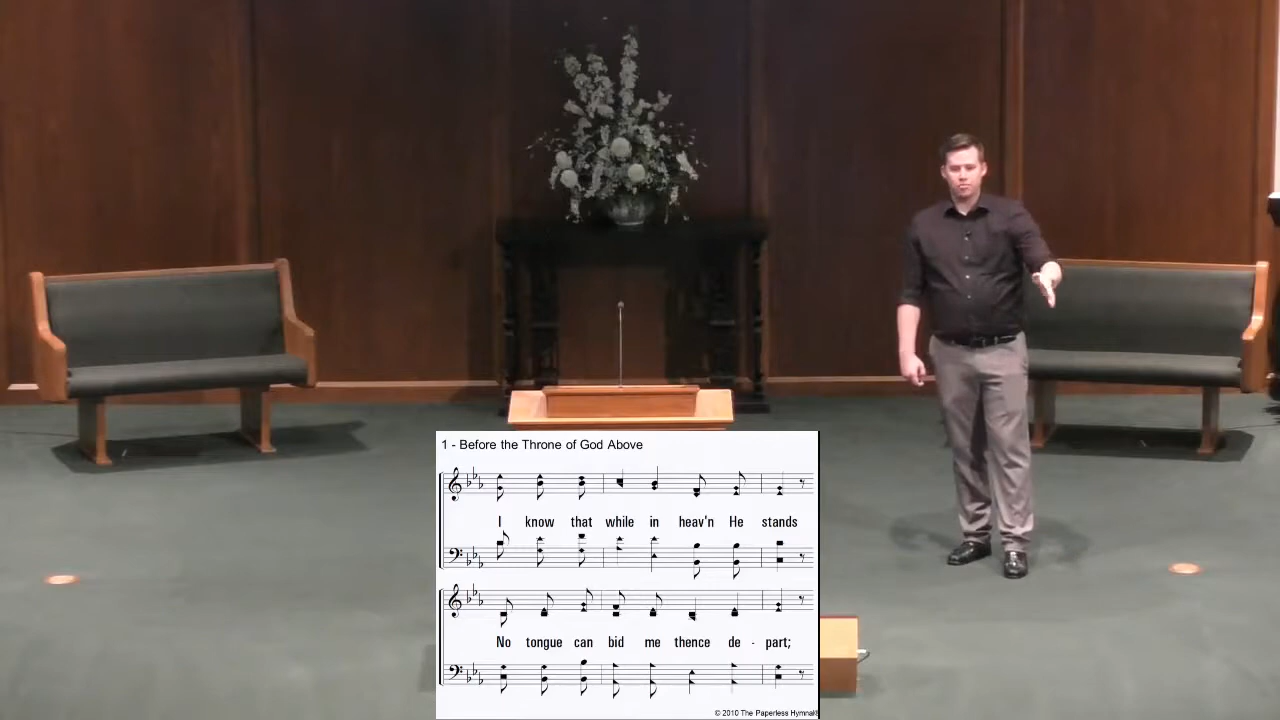 1 - Before the Throne of God Above
I know that while in heav'n He stands
No tongue can bid me thence de - part;
© 2010 The Paperless Hymnal®